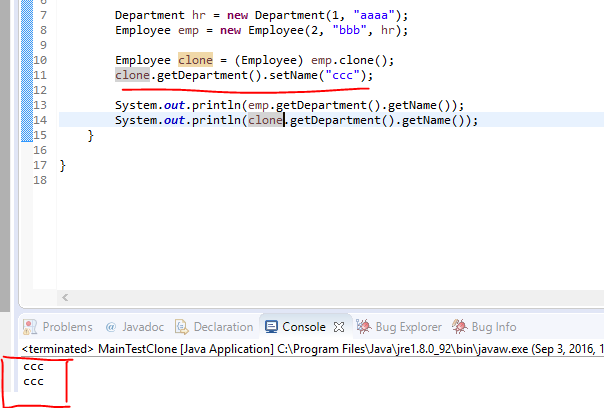 6
7 Department hr = new Department(1, "aaaa");
8 Employee emp = new Employee(2, "bbb", hr);
9
10 Employee clone = (Employee) emp.clone();
11 clone.getDepartment().setName("ccc");
12
13 System.out.println(emp.getDepartment().getName());
14 System.out.println(clone.getDepartment().getName());
15 }
16
17 }
18
Problems @ Javadoc Declaration Console Bug Explorer Bug Info
<terminated> MainTestClone [Java Application] C:\Program Files\Java\jre1.8.0_92\bin\javaw.exe (Sep 3, 2016, 1
ccc
ccc